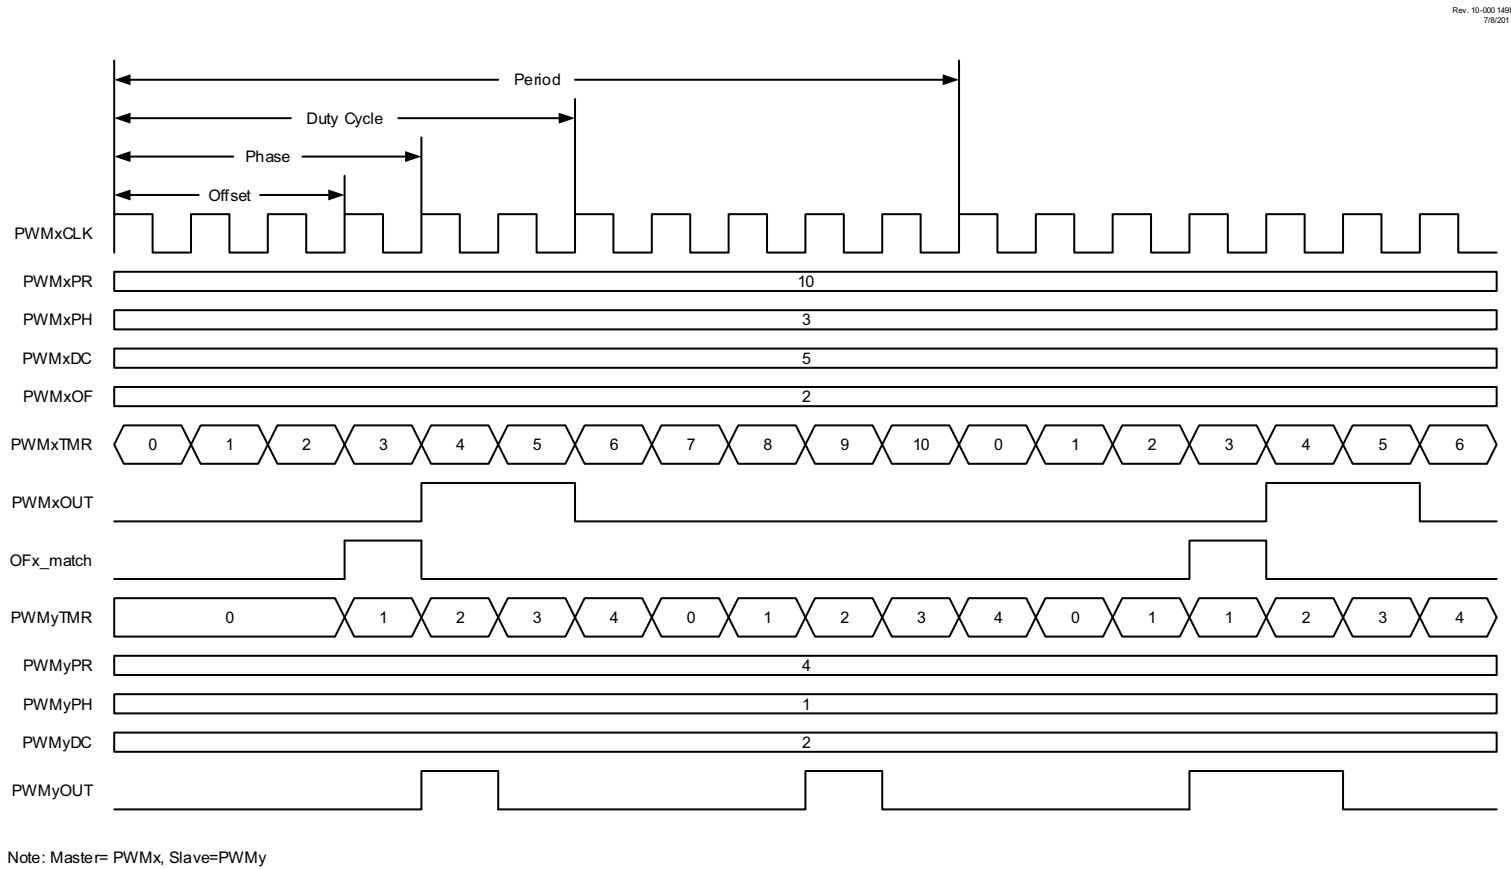 Rev. 10-000 149
7/8/201
Period
Duty Cycle
Phase
Offset
PWMxCLK
PWMxPR 10
PWMxPH 3
PWMxDC 5
PWMxOF 2
PWMxTMR 0 1 2 3 4 5 6 7 8 9 10 0 1 2 3 4 5 6
PWMxOUT
OFx_match
PWMyTMR 0 1 2 3 4 0 1 2 3 4 0 1 1 2 3 4
PWMyPR 4
PWMyPH 1
PWMyDC 2
PWMyOUT
Note: Master= PWMx, Slave=PWMy